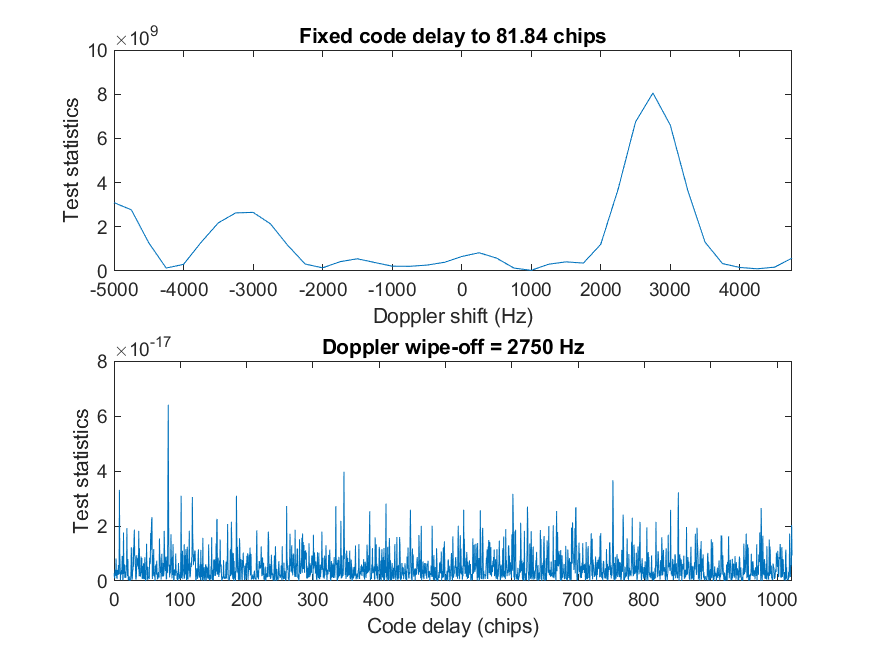 ×10^9
Fixed code delay to 81.84 chips
10
8
6
4
2
0
Test statistics
-5000 -4000 -3000 -2000 -1000 0 1000 2000 3000 4000
Doppler shift (Hz)
×10^-17
Doppler wipe-off = 2750 Hz
8
6
4
2
0
Test statistics
0 100 200 300 400 500 600 700 800 900 1000
Code delay (chips)